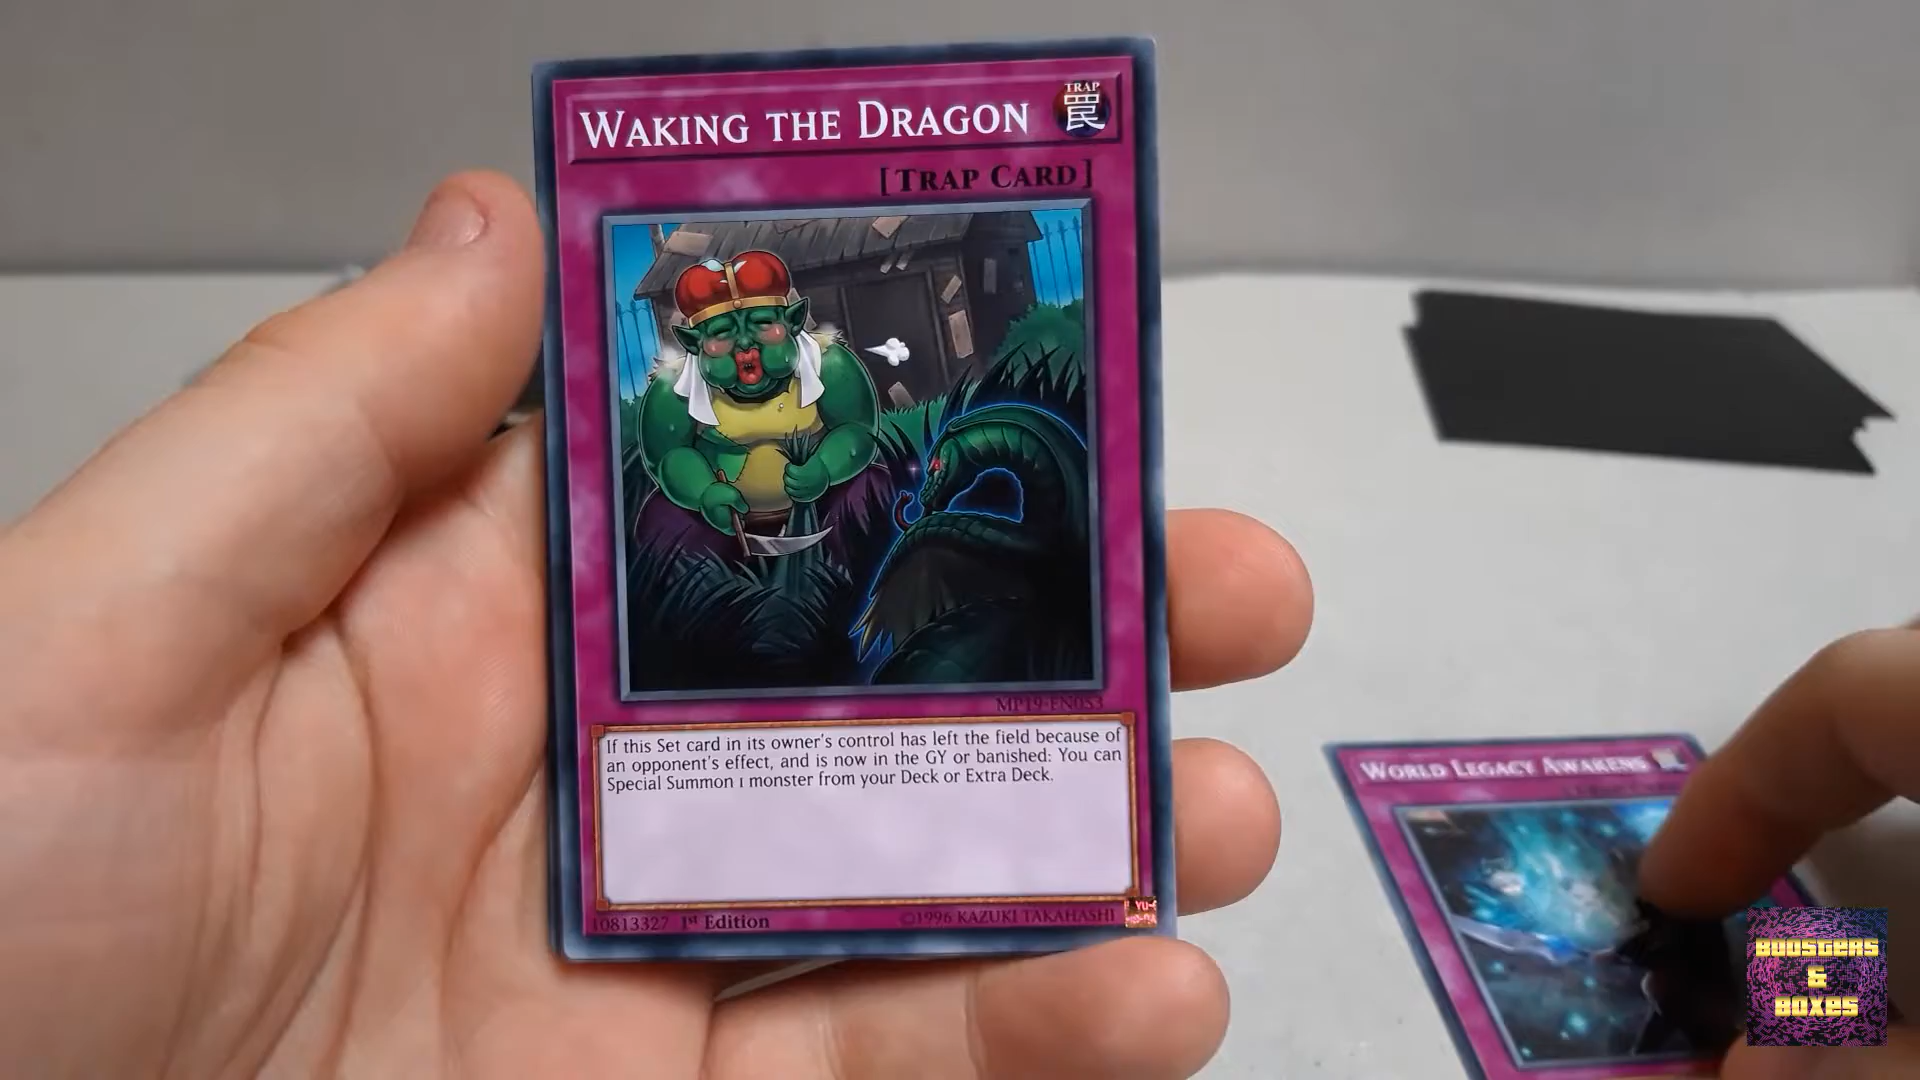 WAKING THE DRAGON
TRAP
罠
[TRAP CARD]
MP19-EN053
If this Set card in its owner's control has left the field because of
an opponent's effect, and is now in the GY or banished: You can
Special Summon 1 monster from your Deck or Extra Deck.
10813327 1st Edition
©1996 KAZUKI TAKAHASHI
WORLD LEGACY AWAKENS
BOOSTERS
&
BOXES